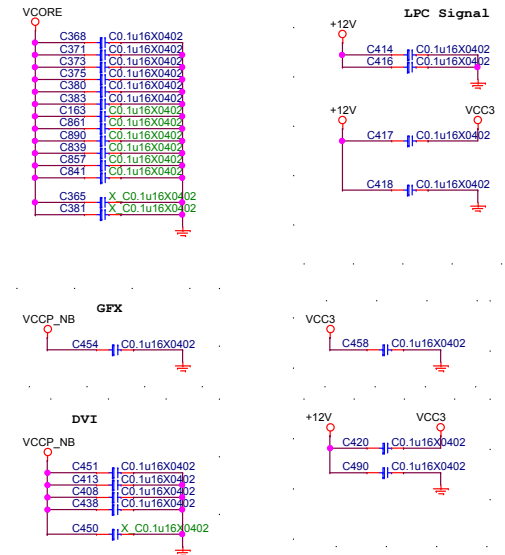 VCORE
C368 C0.1u16X0402
C371 C0.1u16X0402
C373 C0.1u16X0402
C375 C0.1u16X0402
C380 C0.1u16X0402
C383 C0.1u16X0402
C163 C0.1u16X0402
C861 C0.1u16X0402
C890 C0.1u16X0402
C839 C0.1u16X0402
C857 C0.1u16X0402
C841 C0.1u16X0402
C365 X_C0.1u16X0402
C381 X_C0.1u16X0402
LPC Signal
+12V
C414 C0.1u16X0402
C416 C0.1u16X0402
+12V VCC3
C417 C0.1u16X0402
C418 C0.1u16X0402
GFX
VCCP_NB
C454 C0.1u16X0402
VCC3
C458 C0.1u16X0402
DVI
VCCP_NB
C451 C0.1u16X0402
C413 C0.1u16X0402
C408 C0.1u16X0402
C438 C0.1u16X0402
C450 X_C0.1u16X0402
+12V VCC3
C420 C0.1u16X0402
C490 C0.1u16X0402